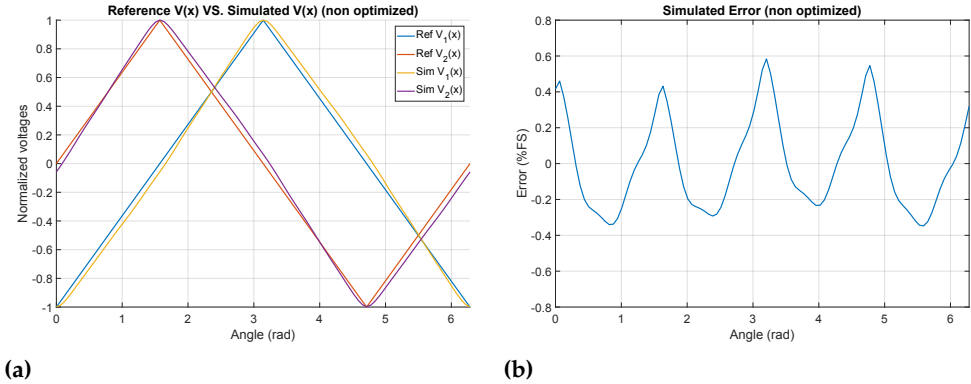 Reference V(x) VS. Simulated V(x) (non optimized)
Normalized voltages
1
0.8
0.6
0.4
0.2
0
-0.2
-0.4
-0.6
-0.8
-1
Ref V₁(x)
Ref V₂(x)
Sim V₁(x)
Sim V₂(x)
0 1 2 3 4 5 6
Angle (rad)
(a)
Simulated Error (non optimized)
Error (%FS)
0.8
0.6
0.4
0.2
0
-0.2
-0.4
-0.6
-0.8
0 1 2 3 4 5 6
Angle (rad)
(b)